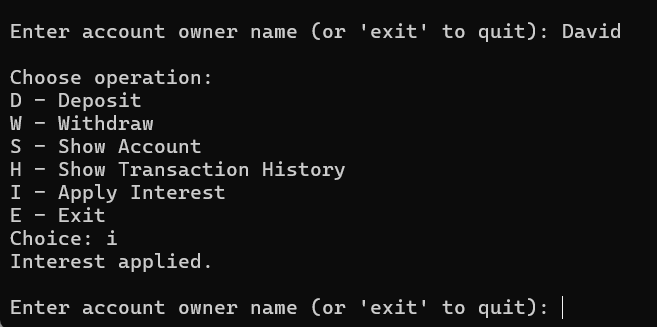 Enter account owner name (or 'exit' to quit): David
Choose operation:
D - Deposit
W - Withdraw
S - Show Account
H - Show Transaction History
I - Apply Interest
E - Exit
Choice: i
Interest applied.
Enter account owner name (or 'exit' to quit):